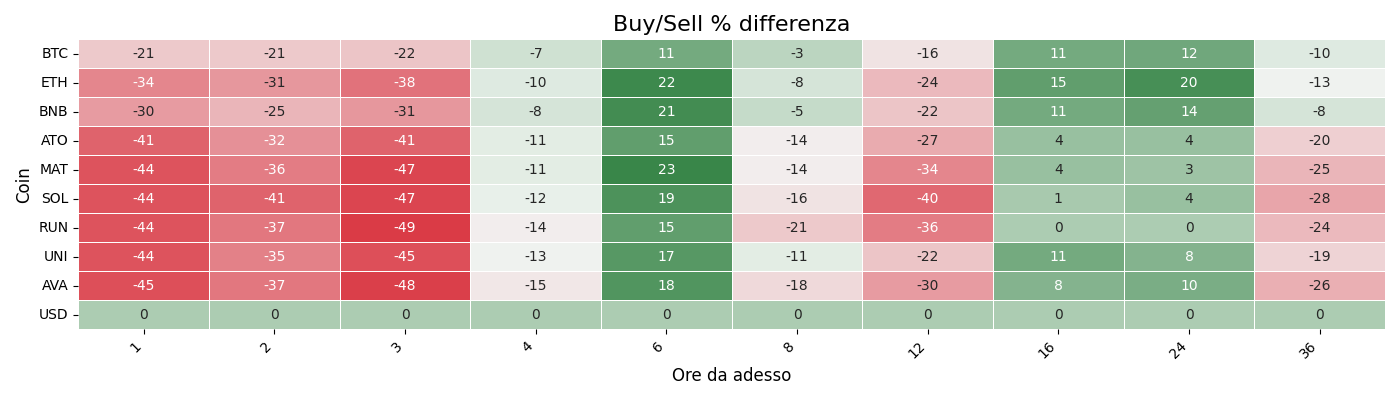 Buy/Sell % differenza
Coin
BTC -21 -21 -22 -7 11 -3 -16 11 12 -10
ETH -34 -31 -38 -10 22 -8 -24 15 20 -13
BNB -30 -25 -31 -8 21 -5 -22 11 14 -8
ATO -41 -32 -41 -11 15 -14 -27 4 4 -20
MAT -44 -36 -47 -11 23 -14 -34 4 3 -25
SOL -44 -41 -47 -12 19 -16 -40 1 4 -28
RUN -44 -37 -49 -14 15 -21 -36 0 0 -24
UNI -44 -35 -45 -13 17 -11 -22 11 8 -19
AVA -45 -37 -48 -15 18 -18 -30 8 10 -26
USD 0 0 0 0 0 0 0 0 0 0
1 2 3 4 6 8 12 16 24 36
Ore da adesso